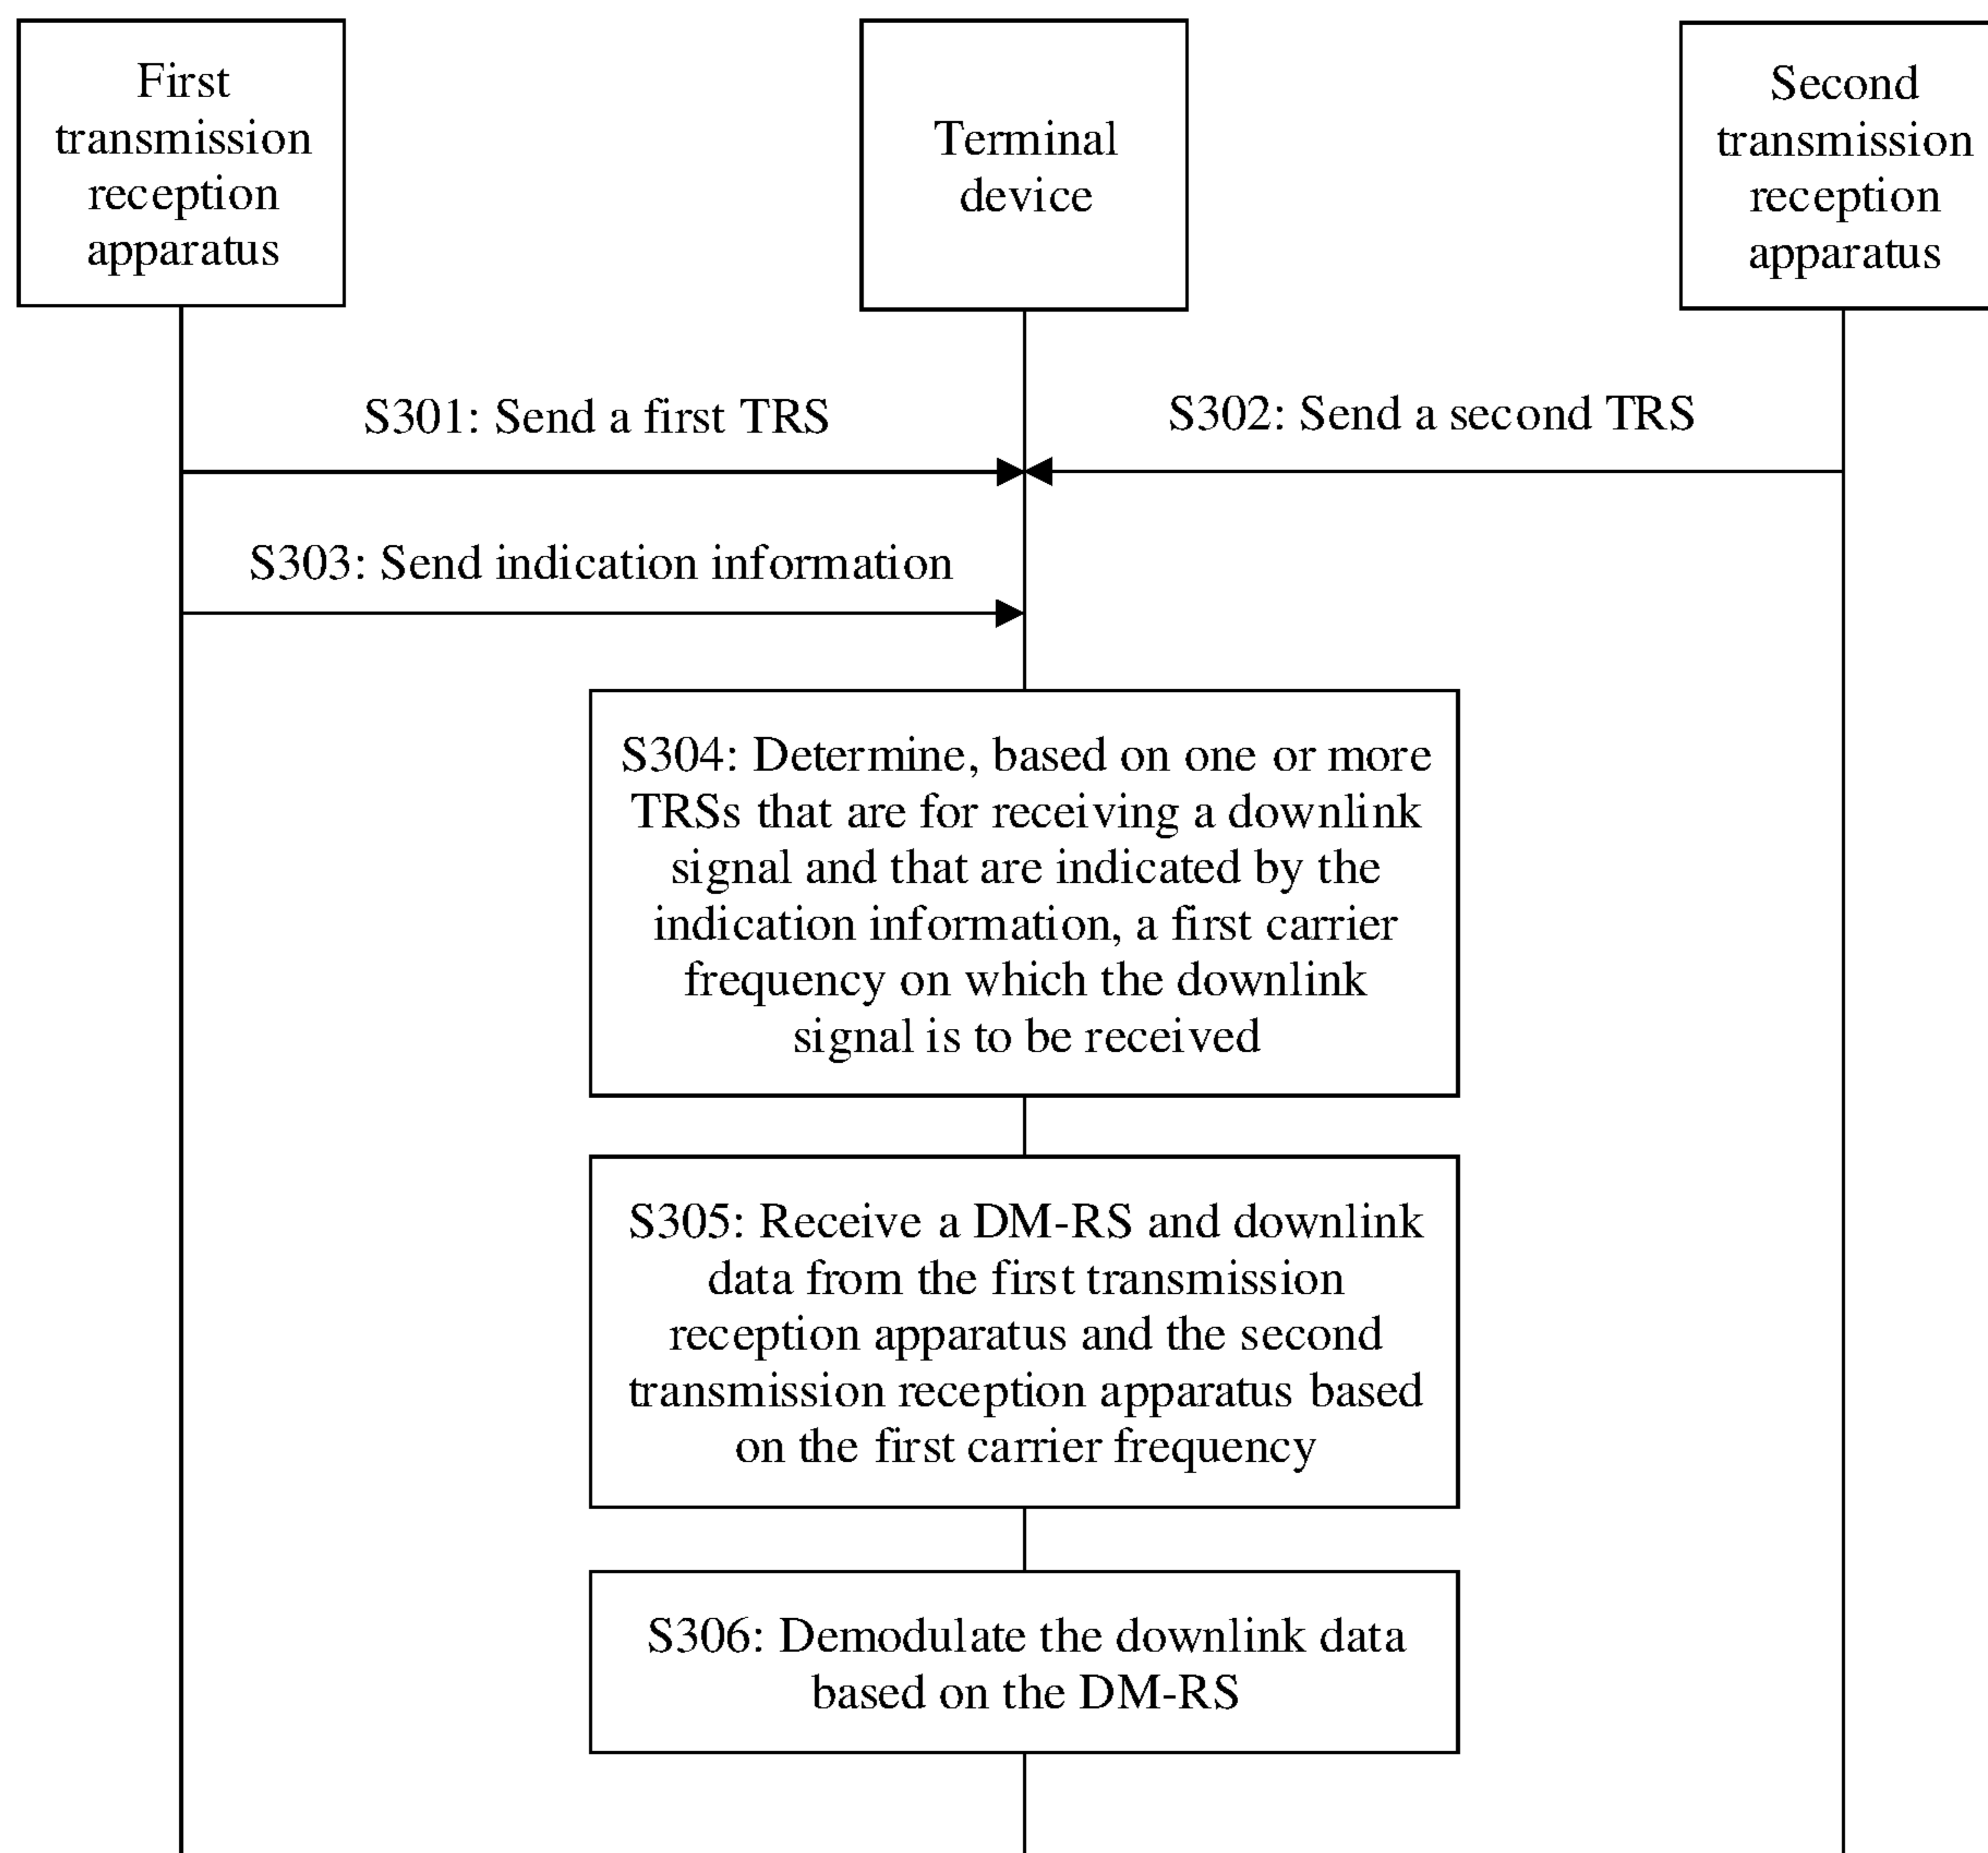 First
transmission
reception
apparatus
Terminal
device
Second
transmission
reception
apparatus
S301: Send a first TRS
S302: Send a second TRS
S303: Send indication information
S304: Determine, based on one or more
TRSs that are for receiving a downlink
signal and that are indicated by the
indication information, a first carrier
frequency on which the downlink
signal is to be received
S305: Receive a DM-RS and downlink
data from the first transmission
reception apparatus and the second
transmission reception apparatus based
on the first carrier frequency
S306: Demodulate the downlink data
based on the DM-RS